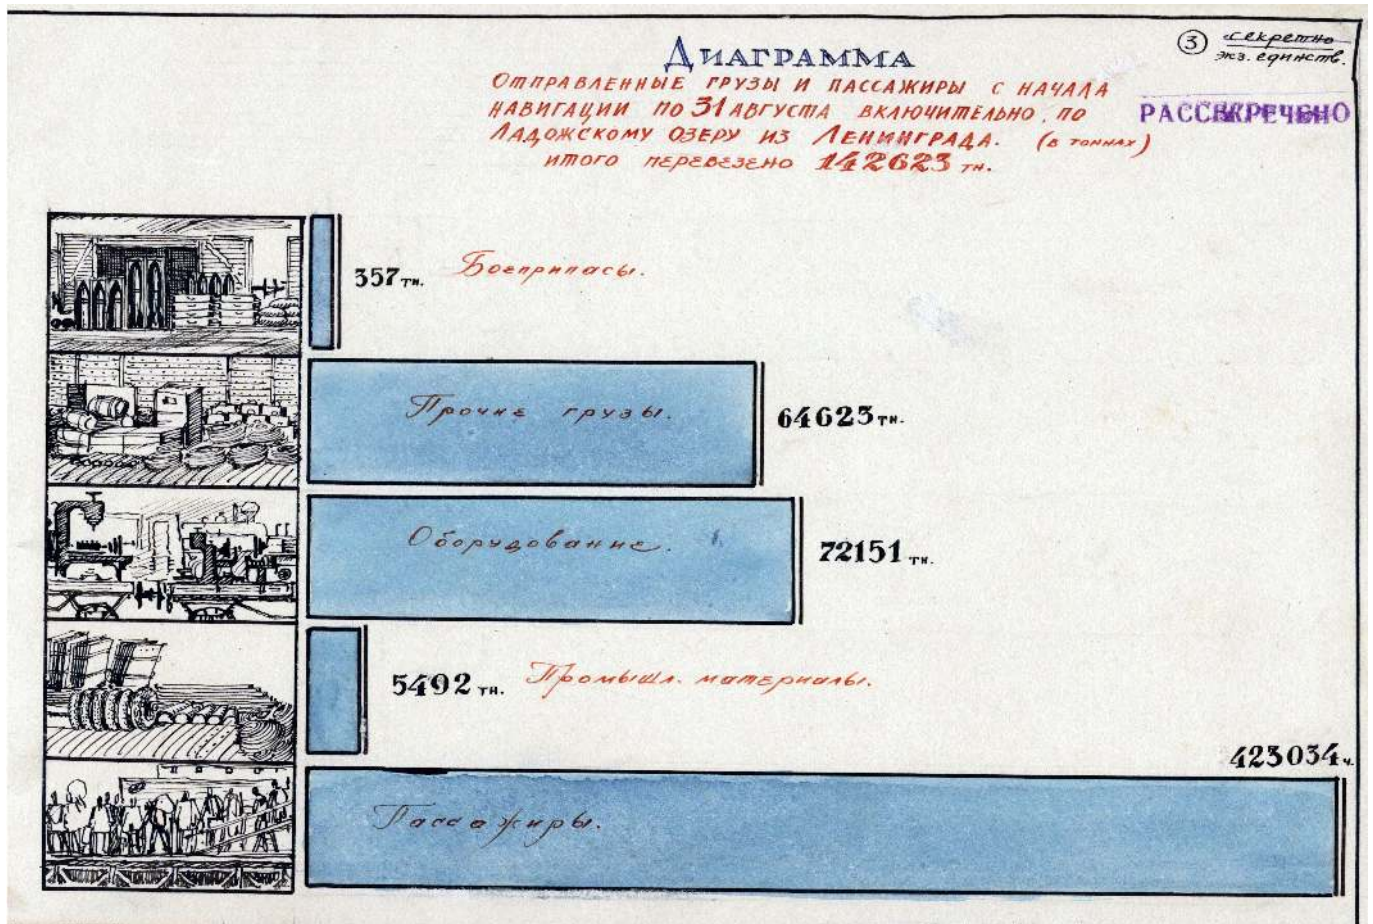 ДИАГРАММА
ОТПРАВЛЕННЫЕ ГРУЗЫ И ПАССАЖИРЫ С НАЧАЛА
НАВИГАЦИИ ПО 31 АВГУСТА ВКЛЮЧИТЕЛЬНО, ПО
ЛАДОЖСКОМУ ОЗЕРУ ИЗ ЛЕНИНГРАДА. (В ТОННАХ)
ИТОГО ПЕРЕВЕЗЕНО 142623 ТН.
3 секретно
экз. единств.
РАССЕКРЕЧЕНО
357 тн. Боеприпасы.
Прочие грузы. 64623 тн.
Оборудование. 72151 тн.
5492 тн. Промышл. материалы.
423034 ч.
Пассажиры.